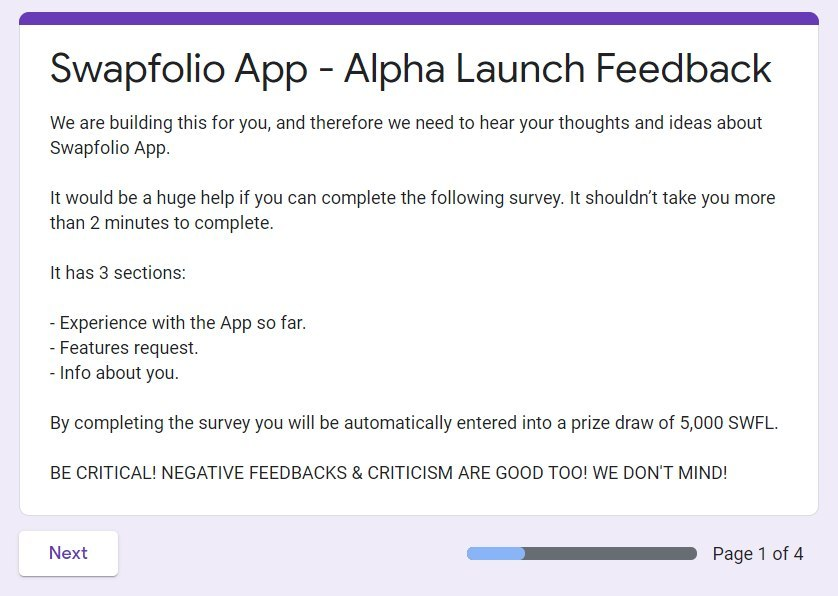 Swapfolio App - Alpha Launch Feedback
We are building this for you, and therefore we need to hear your thoughts and ideas about
Swapfolio App.
It would be a huge help if you can complete the following survey. It shouldn’t take you more
than 2 minutes to complete.
It has 3 sections:
- Experience with the App so far.
- Features request.
- Info about you.
By completing the survey you will be automatically entered into a prize draw of 5,000 SWFL.
BE CRITICAL! NEGATIVE FEEDBACKS & CRITICISM ARE GOOD TOO! WE DON'T MIND!
Next
Page 1 of 4